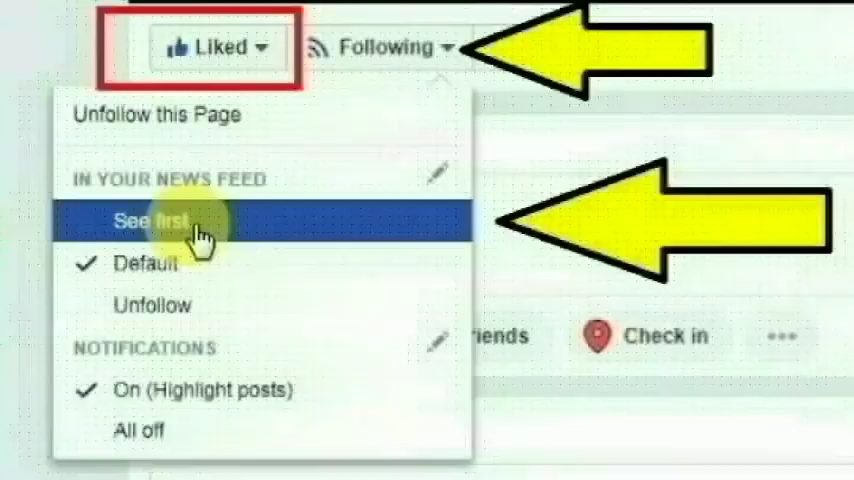 Liked Following
Unfollow this Page
IN YOUR NEWS FEED
See first
Default
Unfollow
NOTIFICATIONS
On (Highlight posts)
All off
riends Check in